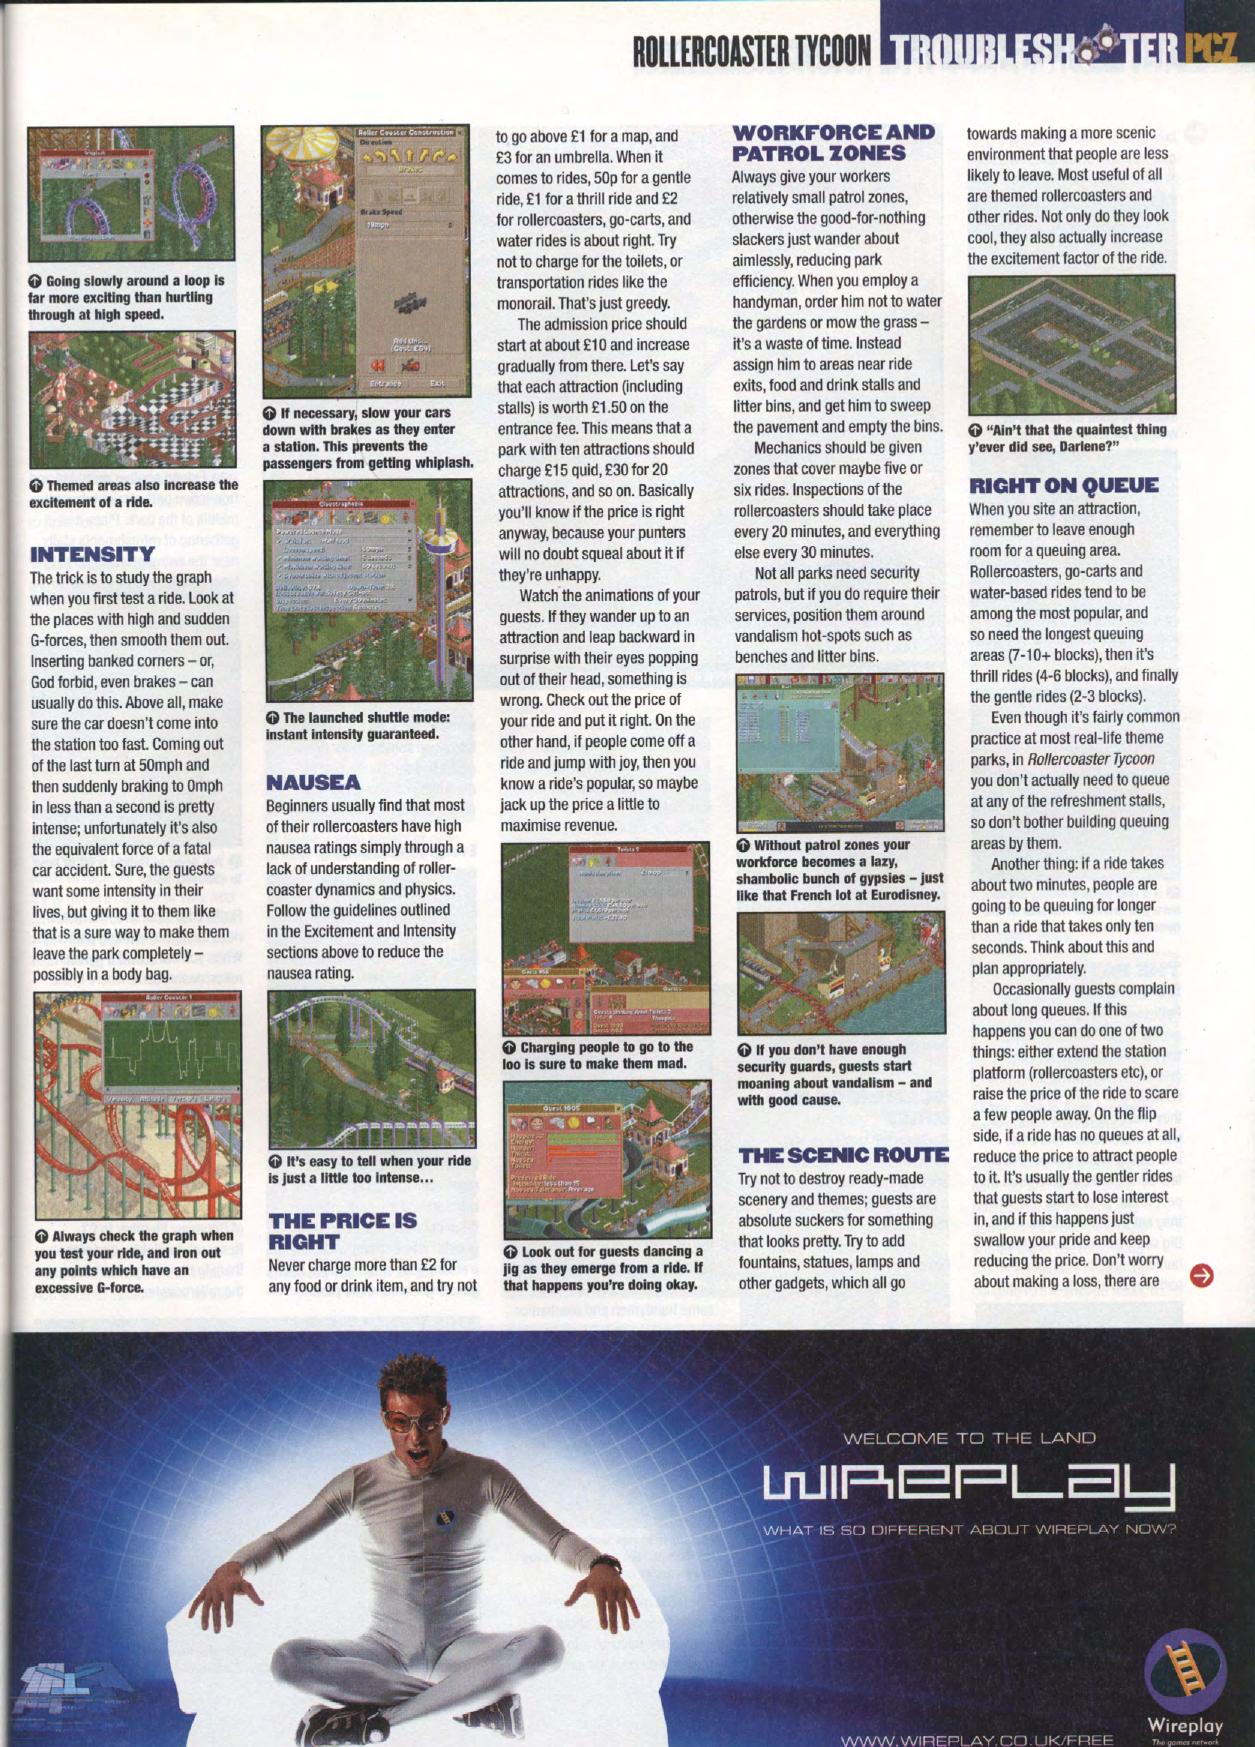 ROLLERCOASTER TYCOON TROUBLESHOOTER PCZ
Going slowly around a loop is
far more exciting than hurtling
through at high speed.
Themed areas also increase the
excitement of a ride.
INTENSITY
The trick is to study the graph
when you first test a ride. Look at
the places with high and sudden
G-forces, then smooth them out.
Inserting banked corners – or,
God forbid, even brakes – can
usually do this. Above all, make
sure the car doesn't come into
the station too fast. Coming out
of the last turn at 50mph and
then suddenly braking to 0mph
in less than a second is pretty
intense; unfortunately it's also
the equivalent force of a fatal
car accident. Sure, the guests
want some intensity in their
lives, but giving it to them like
that is a sure way to make them
leave the park completely –
possibly in a body bag.
Roller Coaster 1
Always check the graph when
you test your ride, and iron out
any points which have an
excessive G-force.
Roller Coaster Construction
Direction
Brakes
Brake Speed
Add this...
(Cost: £54)
Entrance Exit
If necessary, slow your cars
down with brakes as they enter
a station. This prevents the
passengers from getting whiplash.
The launched shuttle mode:
instant intensity guaranteed.
NAUSEA
Beginners usually find that most
of their rollercoasters have high
nausea ratings simply through a
lack of understanding of roller-
coaster dynamics and physics.
Follow the guidelines outlined
in the Excitement and Intensity
sections above to reduce the
nausea rating.
It's easy to tell when your ride
is just a little too intense...
THE PRICE IS
RIGHT
Never charge more than £2 for
any food or drink item, and try not
to go above £1 for a map, and
£3 for an umbrella. When it
comes to rides, 50p for a gentle
ride, £1 for a thrill ride and £2
for rollercoasters, go-carts, and
water rides is about right. Try
not to charge for the toilets, or
transportation rides like the
monorail. That's just greedy.
The admission price should
start at about £10 and increase
gradually from there. Let's say
that each attraction (including
stalls) is worth £1.50 on the
entrance fee. This means that a
park with ten attractions should
charge £15 quid, £30 for 20
attractions, and so on. Basically
you'll know if the price is right
anyway, because your punters
will no doubt squeal about it if
they're unhappy.
Watch the animations of your
guests. If they wander up to an
attraction and leap backward in
surprise with their eyes popping
out of their head, something is
wrong. Check out the price of
your ride and put it right. On the
other hand, if people come off a
ride and jump with joy, then you
know a ride's popular, so maybe
jack up the price a little to
maximise revenue.
Charging people to go to the
loo is sure to make them mad.
Guest 1005
Look out for guests dancing a
jig as they emerge from a ride. If
that happens you're doing okay.
WORKFORCE AND
PATROL ZONES
Always give your workers
relatively small patrol zones,
otherwise the good-for-nothing
slackers just wander about
aimlessly, reducing park
efficiency. When you employ a
handyman, order him not to water
the gardens or mow the grass –
it's a waste of time. Instead
assign him to areas near ride
exits, food and drink stalls and
litter bins, and get him to sweep
the pavement and empty the bins.
Mechanics should be given
zones that cover maybe five or
six rides. Inspections of the
rollercoasters should take place
every 20 minutes, and everything
else every 30 minutes.
Not all parks need security
patrols, but if you do require their
services, position them around
vandalism hot-spots such as
benches and litter bins.
Without patrol zones your
workforce becomes a lazy,
shambolic bunch of gypsies – just
like that French lot at Eurodisney.
If you don't have enough
security guards, guests start
moaning about vandalism – and
with good cause.
THE SCENIC ROUTE
Try not to destroy ready-made
scenery and themes; guests are
absolute suckers for something
that looks pretty. Try to add
fountains, statues, lamps and
other gadgets, which all go
towards making a more scenic
environment that people are less
likely to leave. Most useful of all
are themed rollercoasters and
other rides. Not only do they look
cool, they also actually increase
the excitement factor of the ride.
"Ain't that the quaintest thing
y'ever did see, Darlene?"
RIGHT ON QUEUE
When you site an attraction,
remember to leave enough
room for a queuing area.
Rollercoasters, go-carts and
water-based rides tend to be
among the most popular, and
so need the longest queuing
areas (7-10+ blocks), then it's
thrill rides (4-6 blocks), and finally
the gentle rides (2-3 blocks).
Even though it's fairly common
practice at most real-life theme
parks, in Rollercoaster Tycoon
you don't actually need to queue
at any of the refreshment stalls,
so don't bother building queuing
areas by them.
Another thing: if a ride takes
about two minutes, people are
going to be queuing for longer
than a ride that takes only ten
seconds. Think about this and
plan appropriately.
Occasionally guests complain
about long queues. If this
happens you can do one of two
things: either extend the station
platform (rollercoasters etc), or
raise the price of the ride to scare
a few people away. On the flip
side, if a ride has no queues at all,
reduce the price to attract people
to it. It's usually the gentler rides
that guests start to lose interest
in, and if this happens just
swallow your pride and keep
reducing the price. Don't worry
about making a loss, there are
WELCOME TO THE LAND
WIREPLAY
WHAT IS SO DIFFERENT ABOUT WIREPLAY NOW?
WWW.WIREPLAY.CO.UK/FREE
Wireplay
The games network